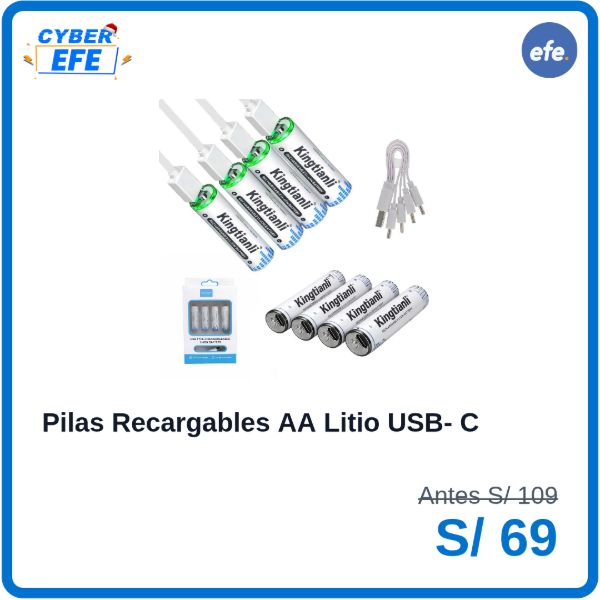 CYBER
EFE
efe.
Kingtianli
Kingtianli
Kingtianli
Kingtianli
Kingtianli
Kingtianli
Kingtianli
Kingtianli
Pilas Recargables AA Litio USB- C
Antes S/ 109
S/ 69